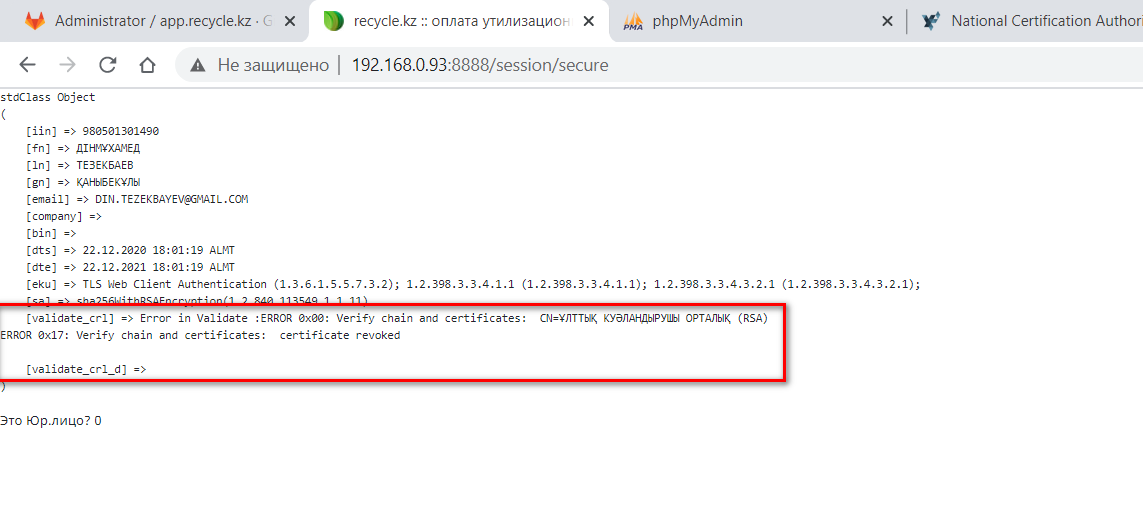 Administrator / app.recycle.kz · G
recycle.kz :: оплата утилизацион
phpMyAdmin
National Certification Authori
Не защищено | 192.168.0.93:8888/session/secure
stdClass Object
(
[iin] => 980501301490
[fn] => ДІНМҰХАМЕД
[ln] => ТЕЗЕКБАЕВ
[gn] => ҚАНЫБЕКҰЛЫ
[email] => DIN.TEZEKBAYEV@GMAIL.COM
[company] =>
[bin] =>
[dts] => 22.12.2020 18:01:19 ALMT
[dte] => 22.12.2021 18:01:19 ALMT
[eku] => TLS Web Client Authentication (1.3.6.1.5.5.7.3.2); 1.2.398.3.3.4.1.1 (1.2.398.3.3.4.1.1); 1.2.398.3.3.4.3.2.1 (1.2.398.3.3.4.3.2.1);
[sa] => sha256WithRSAEncryption(1.2.840.113549.1.1.11)
[validate_crl] => Error in Validate :ERROR 0x00: Verify chain and certificates: CN=ҰЛТТЫҚ КУӘЛАНДЫРУШЫ ОРТАЛЫҚ (RSA)
ERROR 0x17: Verify chain and certificates: certificate revoked
[validate_crl_d] =>
)
Это Юр.лицо? 0